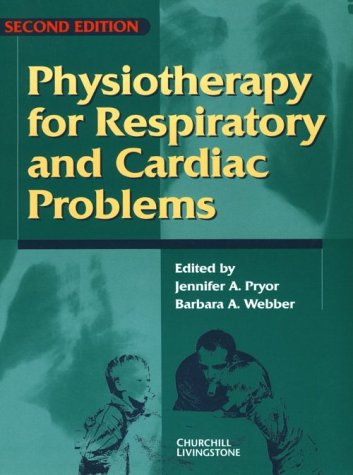 SECOND EDITION
Physiotherapy
for Respiratory
and Cardiac
Problems
Edited by
Jennifer A. Pryor
Barbara A. Webber
CHURCHILL
LIVINGSTONE